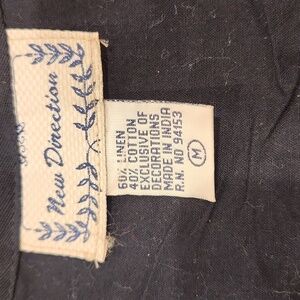 New Direction
60% LINEN
40% COTTON
EXCLUSIVE OF
DECORATIONS
MADE IN INDIA
R.N. NO 94153
M